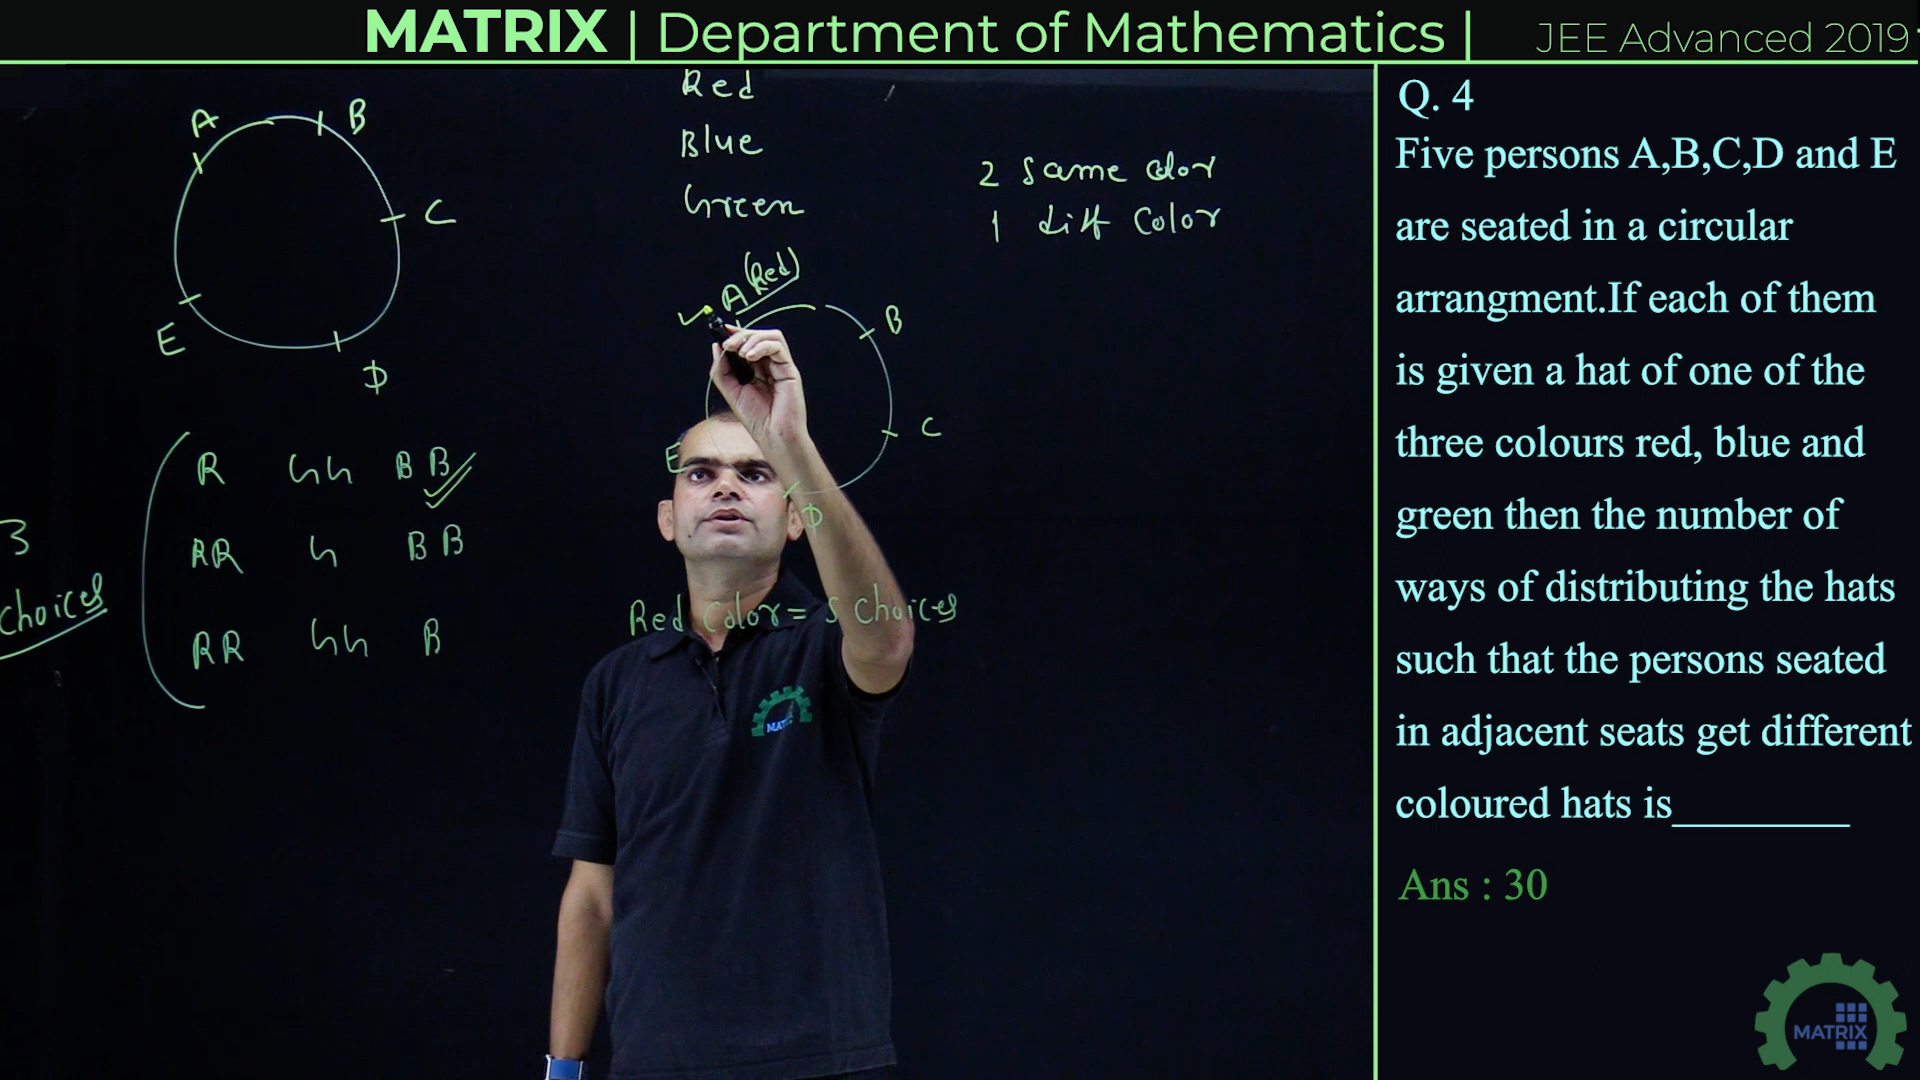 MATRIX | Department of Mathematics | JEE Advanced 2019
Red
Blue
Green
2 Same Color
1 diff Color
A
B
C
D
E
A (Red)
B
C
D
E
R GG BB
RR G BB
RR GG B
3
Choices
Red Color = 5 Choices
MATRIX
Q. 4
Five persons A,B,C,D and E
are seated in a circular
arrangment.If each of them
is given a hat of one of the
three colours red, blue and
green then the number of
ways of distributing the hats
such that the persons seated
in adjacent seats get different
coloured hats is_________
Ans : 30
MATRIX